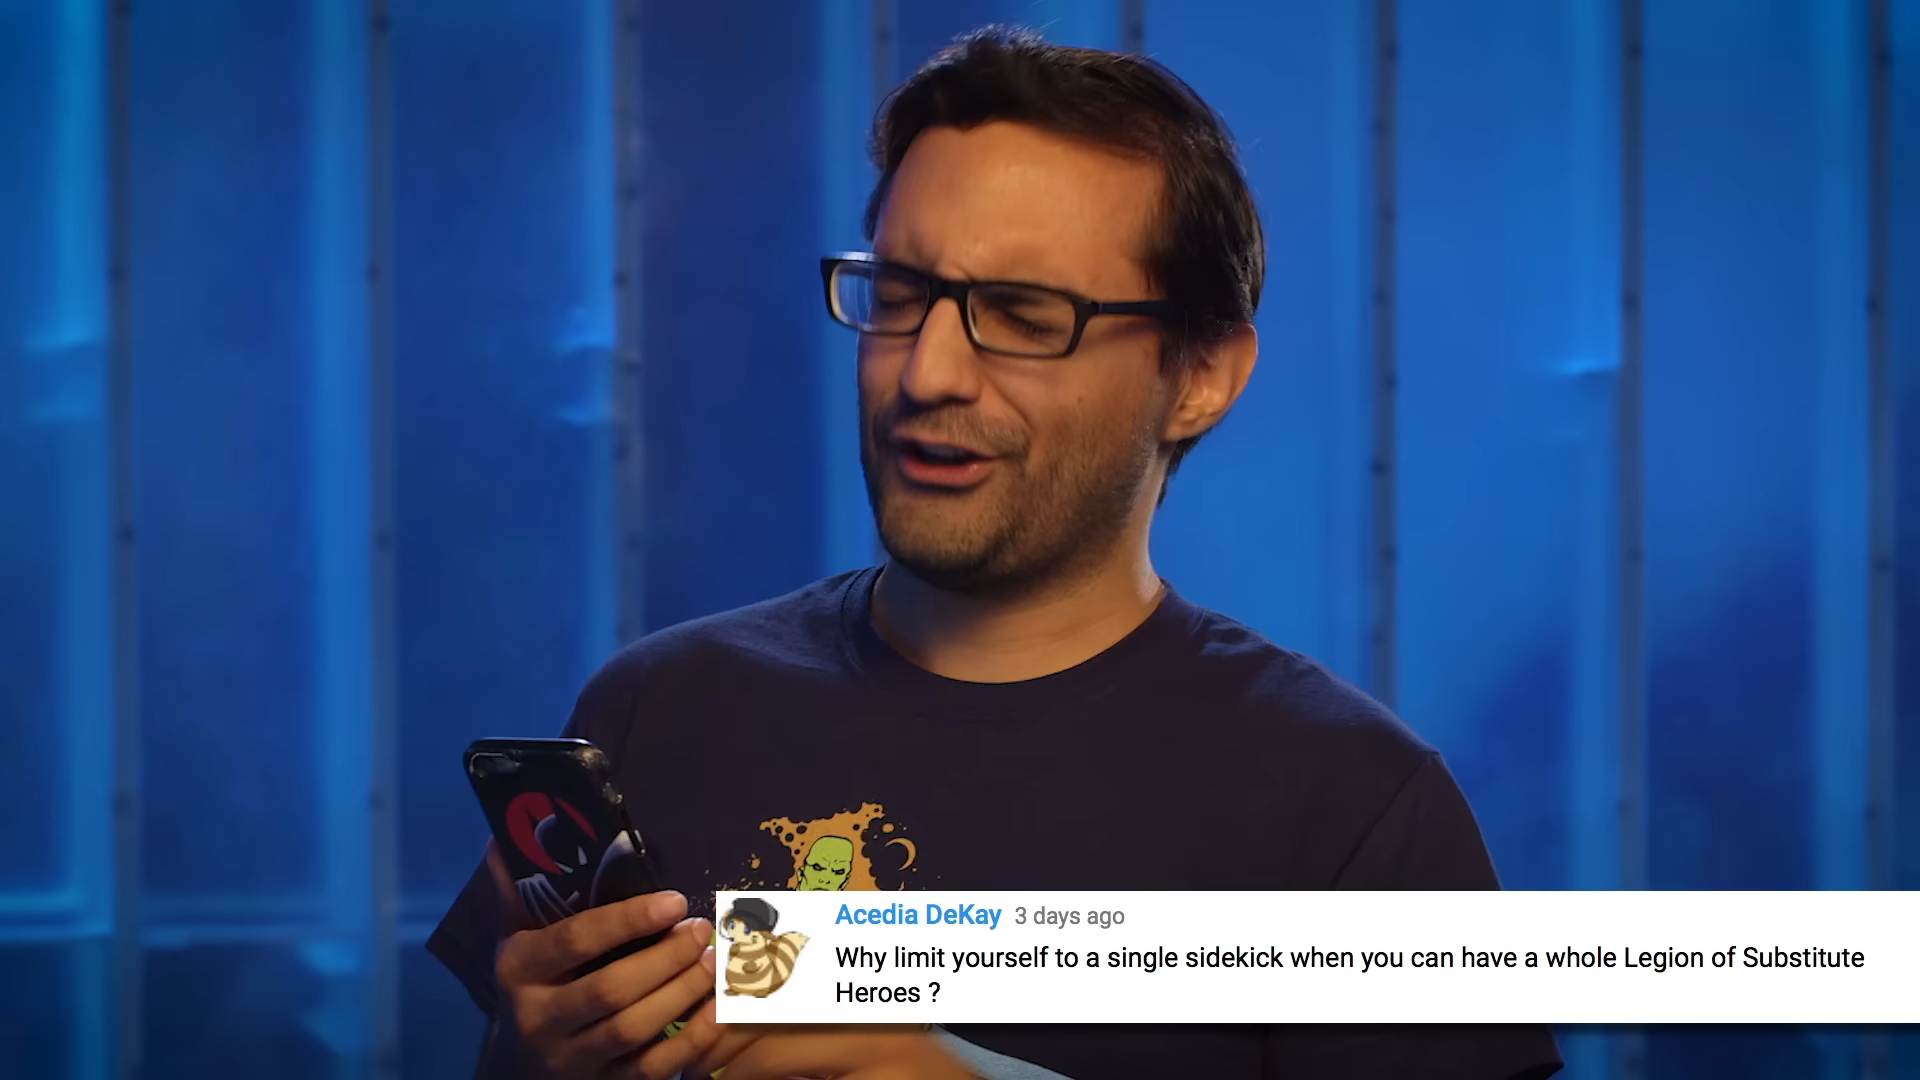 Acedia DeKay 3 days ago
Why limit yourself to a single sidekick when you can have a whole Legion of Substitute
Heroes ?